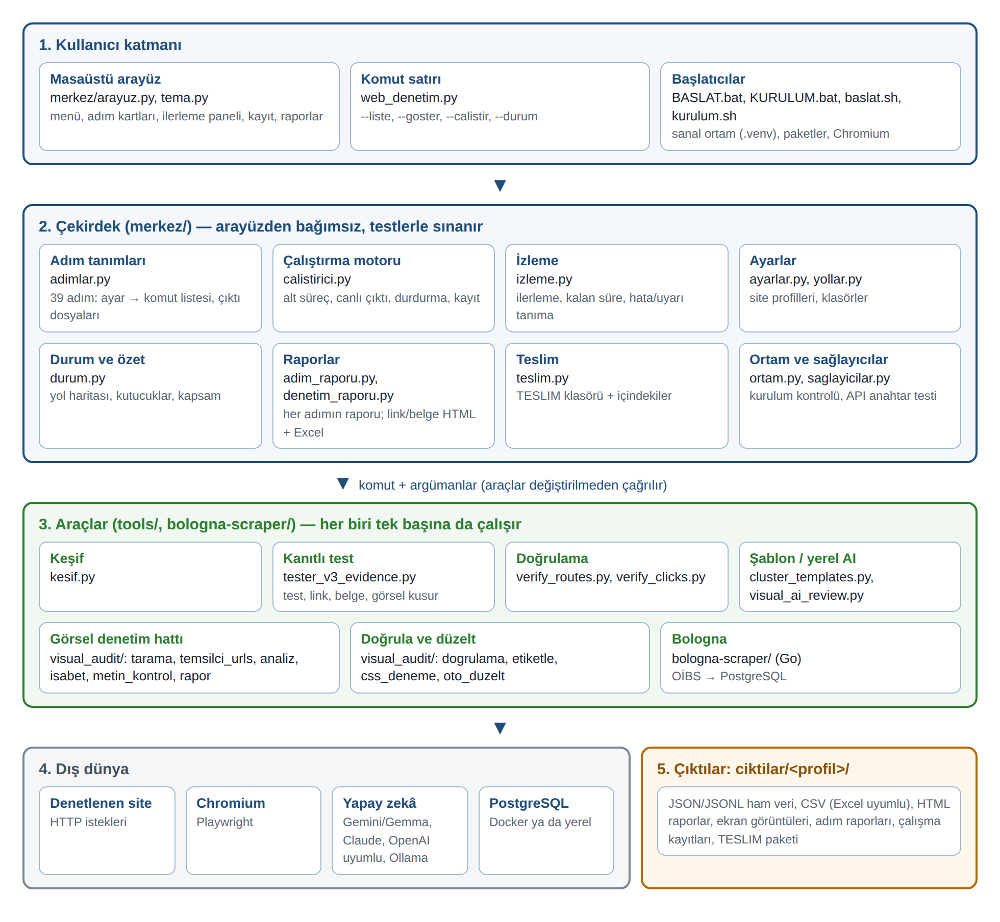 1. Kullanıcı katmanı
Masaüstü arayüz
merkez/arayuz.py, tema.py
menü, adım kartları, ilerleme paneli, kayıt, raporlar
Komut satırı
web_denetim.py
--liste, --goster, --calistir, --durum
Başlatıcılar
BASLAT.bat, KURULUM.bat, baslat.sh,
kurulum.sh
sanal ortam (.venv), paketler, Chromium
▼
2. Çekirdek (merkez/) — arayüzden bağımsız, testlerle sınanır
Adım tanımları
adimlar.py
39 adım: ayar → komut listesi, çıktı
dosyaları
Çalıştırma motoru
calistirici.py
alt süreç, canlı çıktı, durdurma, kayıt
İzleme
izleme.py
ilerleme, kalan süre, hata/uyarı
tanıma
Ayarlar
ayarlar.py, yollar.py
site profilleri, klasörler
Durum ve özet
durum.py
yol haritası, kutucuklar, kapsam
Raporlar
adim_raporu.py,
denetim_raporu.py
her adımın raporu; link/belge HTML
+ Excel
Teslim
teslim.py
TESLIM klasörü + içindekiler
Ortam ve sağlayıcılar
ortam.py, saglayicilar.py
kurulum kontrolü, API anahtar testi
▼ komut + argümanlar (araçlar değiştirilmeden çağrılır)
3. Araçlar (tools/, bologna-scraper/) — her biri tek başına da çalışır
Keşif
kesif.py
Kanıtlı test
tester_v3_evidence.py
test, link, belge, görsel kusur
Doğrulama
verify_routes.py, verify_clicks.py
Şablon / yerel AI
cluster_templates.py,
visual_ai_review.py
Görsel denetim hattı
visual_audit/: tarama, temsilci_urls, analiz,
isabet, metin_kontrol, rapor
Doğrula ve düzelt
visual_audit/: dogrulama, etiketle,
css_deneme, oto_duzelt
Bologna
bologna-scraper/ (Go)
OİBS → PostgreSQL
▼
4. Dış dünya
Denetlenen site
HTTP istekleri
Chromium
Playwright
Yapay zekâ
Gemini/Gemma,
Claude, OpenAI
uyumlu, Ollama
PostgreSQL
Docker ya da yerel
5. Çıktılar: ciktilar/<profil>/
JSON/JSONL ham veri, CSV (Excel uyumlu), HTML
raporlar, ekran görüntüleri, adım raporları, çalışma
kayıtları, TESLIM paketi